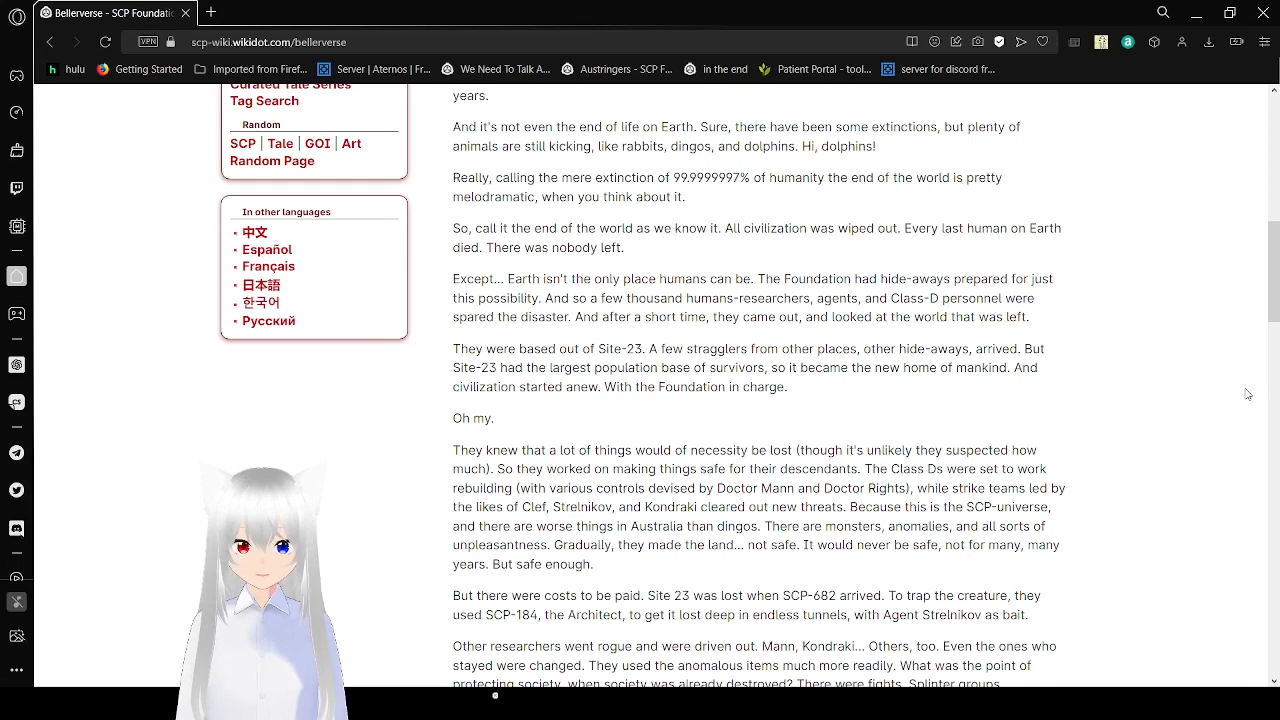 Bellerverse - SCP Foundatic
scp-wiki.wikidot.com/bellerverse
VPN
hulu
Getting Started
Imported from Firef...
Server | Aternos | Fr...
We Need To Talk A...
Austringers - SCP F...
in the end
Patient Portal - tool...
server for discord fr...
Curated Tale Series
Tag Search
Random
SCP | Tale | GOI | Art
Random Page
In other languages
中文
Español
Français
日本語
한국어
Русский
years.
And it's not even the end of life on Earth. Sure, there have been some extinctions, but plenty of
animals are still kicking, like rabbits, dingos, and dolphins. Hi, dolphins!
Really, calling the mere extinction of 99.9999997% of humanity the end of the world is pretty
melodramatic, when you think about it.
So, call it the end of the world as we know it. All civilization was wiped out. Every last human on Earth
died. There was nobody left.
Except... Earth isn't the only place humans can be. The Foundation had hide-aways prepared for just
this possibility. And so a few thousand humans-researchers, agents, and Class-D personnel were
spared the disaster. And after a short time, they came out, and looked at the world that was left.
They were based out of Site-23. A few stragglers from other places, other hide-aways, arrived. But
Site-23 had the largest population base of survivors, so it became the new home of mankind. And
civilization started anew. With the Foundation in charge.
Oh my.
They knew that a lot of things would of necessity be lost (though it's unlikely they suspected how
much). So they worked on making things safe for their descendants. The Class Ds were set to work
rebuilding (with various controls devised by Doctor Mann and Doctor Rights), while strike teams led by
the likes of Clef, Strelnikov, and Kondraki cleared out new threats. Because this is the SCP-universe,
and there are worse things in Australia than dingos. There are monsters, anomalies, and all sorts of
unpleasantness. Gradually, they made the land... not safe. It would never be safe, not for many, many
years. But safe enough.
But there were costs to be paid. Site 23 was lost when SCP-682 arrived. To trap the creature, they
used SCP-184, the Architect, to get it lost deep in endless tunnels, with Agent Strelnikov as bait.
Other researchers went rogue and were driven out. Mann, Kondraki... Others, too. Even the ones who
stayed were changed. They used the anomalous items much more readily. What was the point of
protecting society, when society was already destroyed? There were fights. Splinter groups.